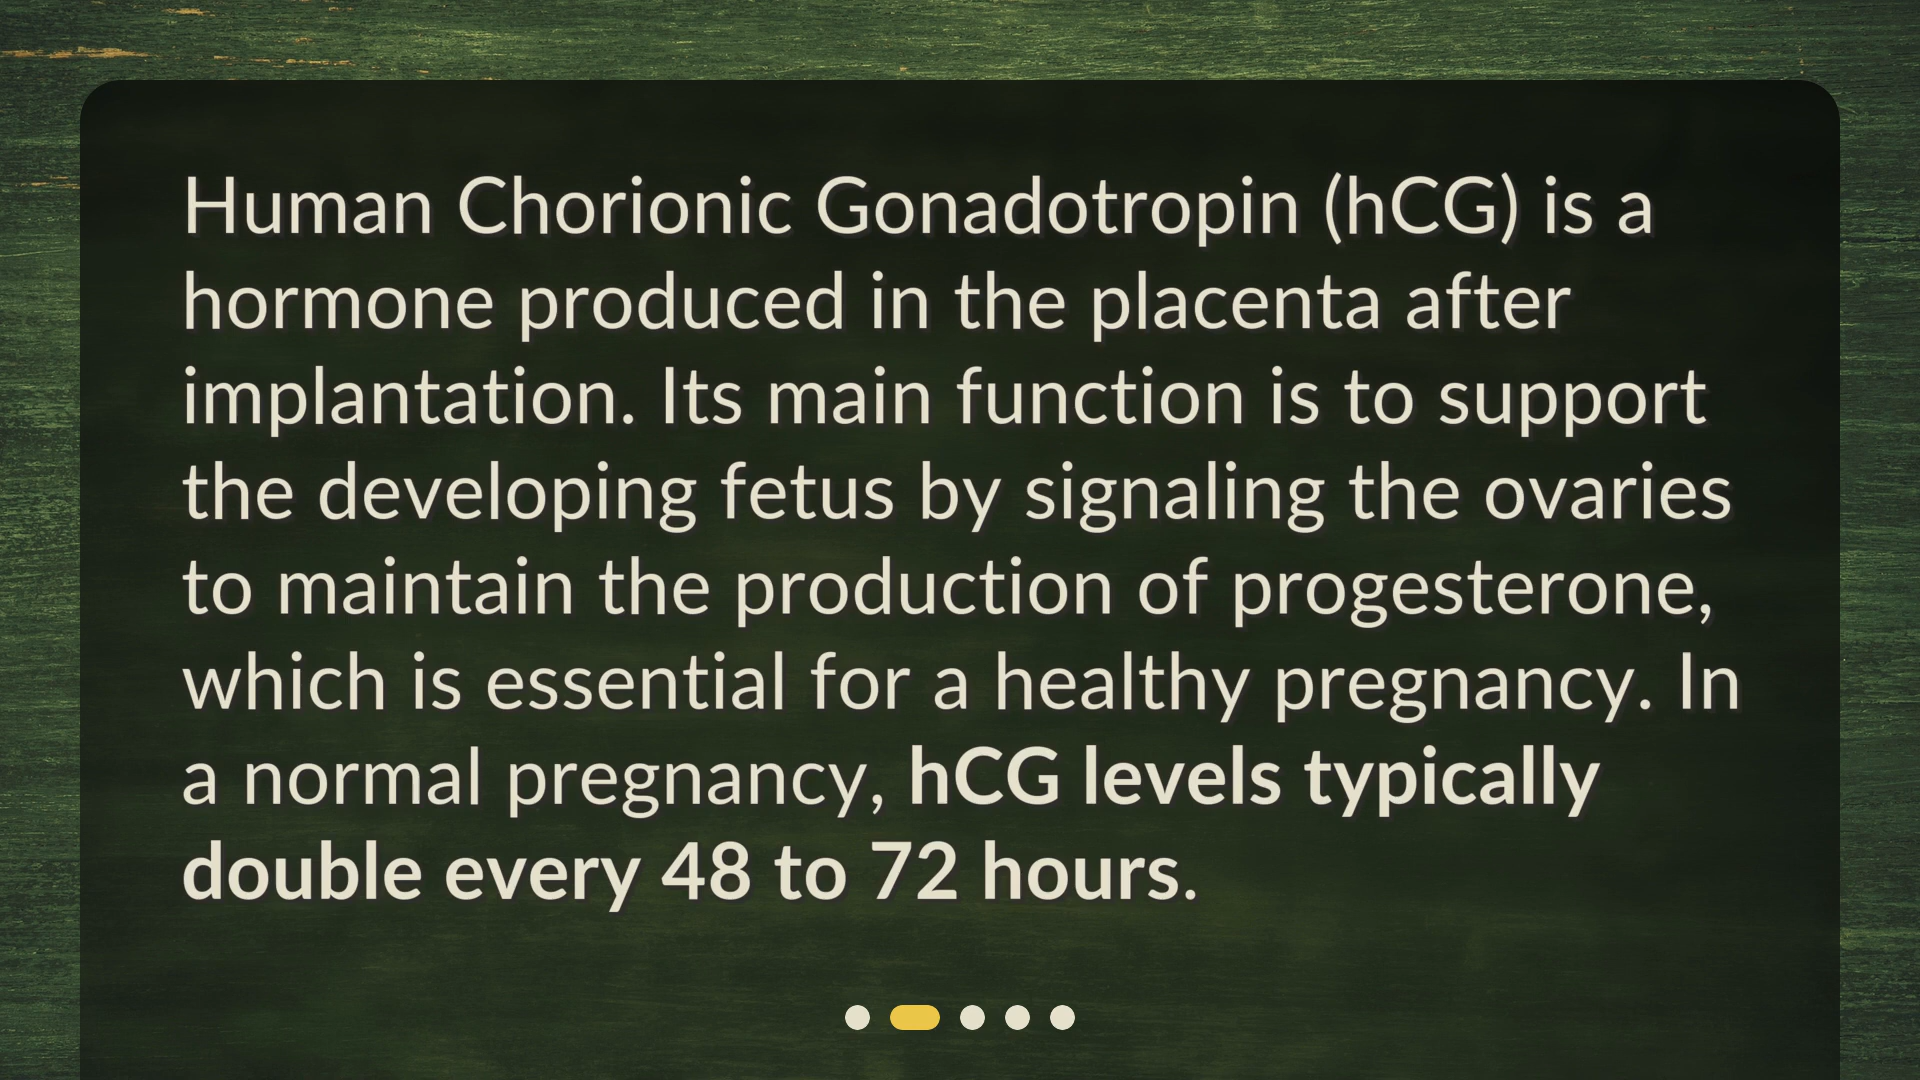 Human Chorionic Gonadotropin (hCG) is a
hormone produced in the placenta after
implantation. Its main function is to support
the developing fetus by signaling the ovaries
to maintain the production of progesterone,
which is essential for a healthy pregnancy. In
a normal pregnancy, hCG levels typically
double every 48 to 72 hours.